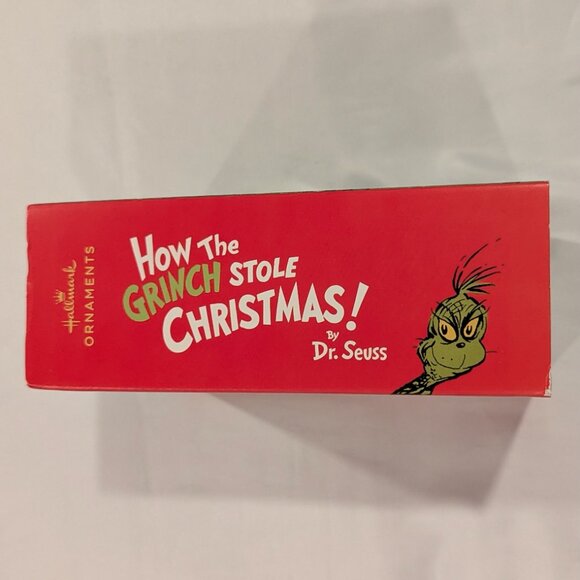 Hallmark
ORNAMENTS
HOW THE
GRINCH STOLE
CHRISTMAS!
BY
DR. SEUSS